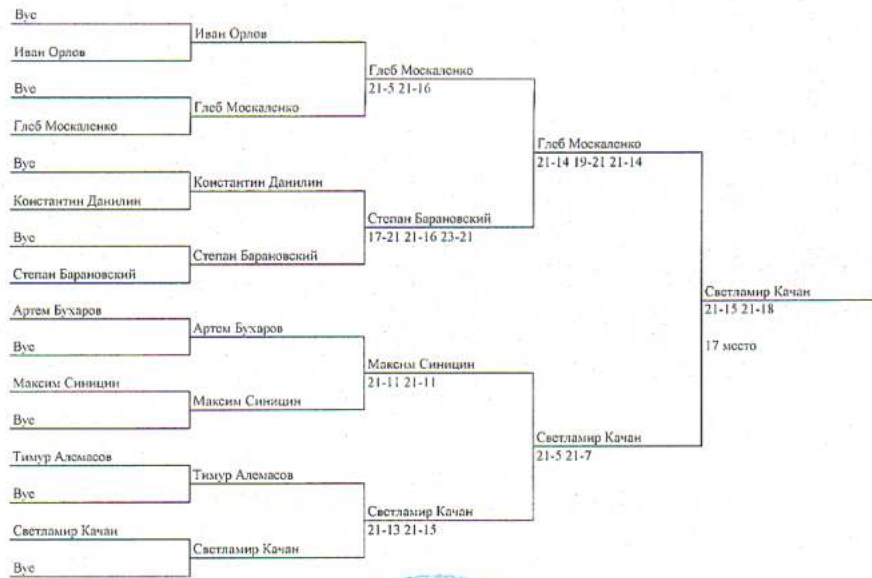 Bye
Иван Орлов
Иван Орлов
Глеб Москаленко
21-5 21-16
Bye
Глеб Москаленко
Глеб Москаленко
Глеб Москаленко
21-14 19-21 21-14
Bye
Константин Данилин
Константин Данилин
Степан Барановский
17-21 21-16 23-21
Bye
Степан Барановский
Степан Барановский
Светламир Качан
21-15 21-18
17 место
Артем Бухаров
Артем Бухаров
Bye
Максим Синицин
21-11 21-11
Максим Синицин
Максим Синицин
Bye
Светламир Качан
21-5 21-7
Тимур Алемасов
Тимур Алемасов
Bye
Светламир Качан
21-13 21-15
Светламир Качан
Светламир Качан
Bye